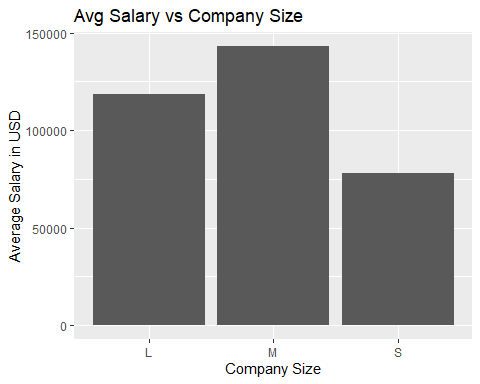 Avg Salary vs Company Size
150000
100000
50000
0
Average Salary in USD
L M S
Company Size